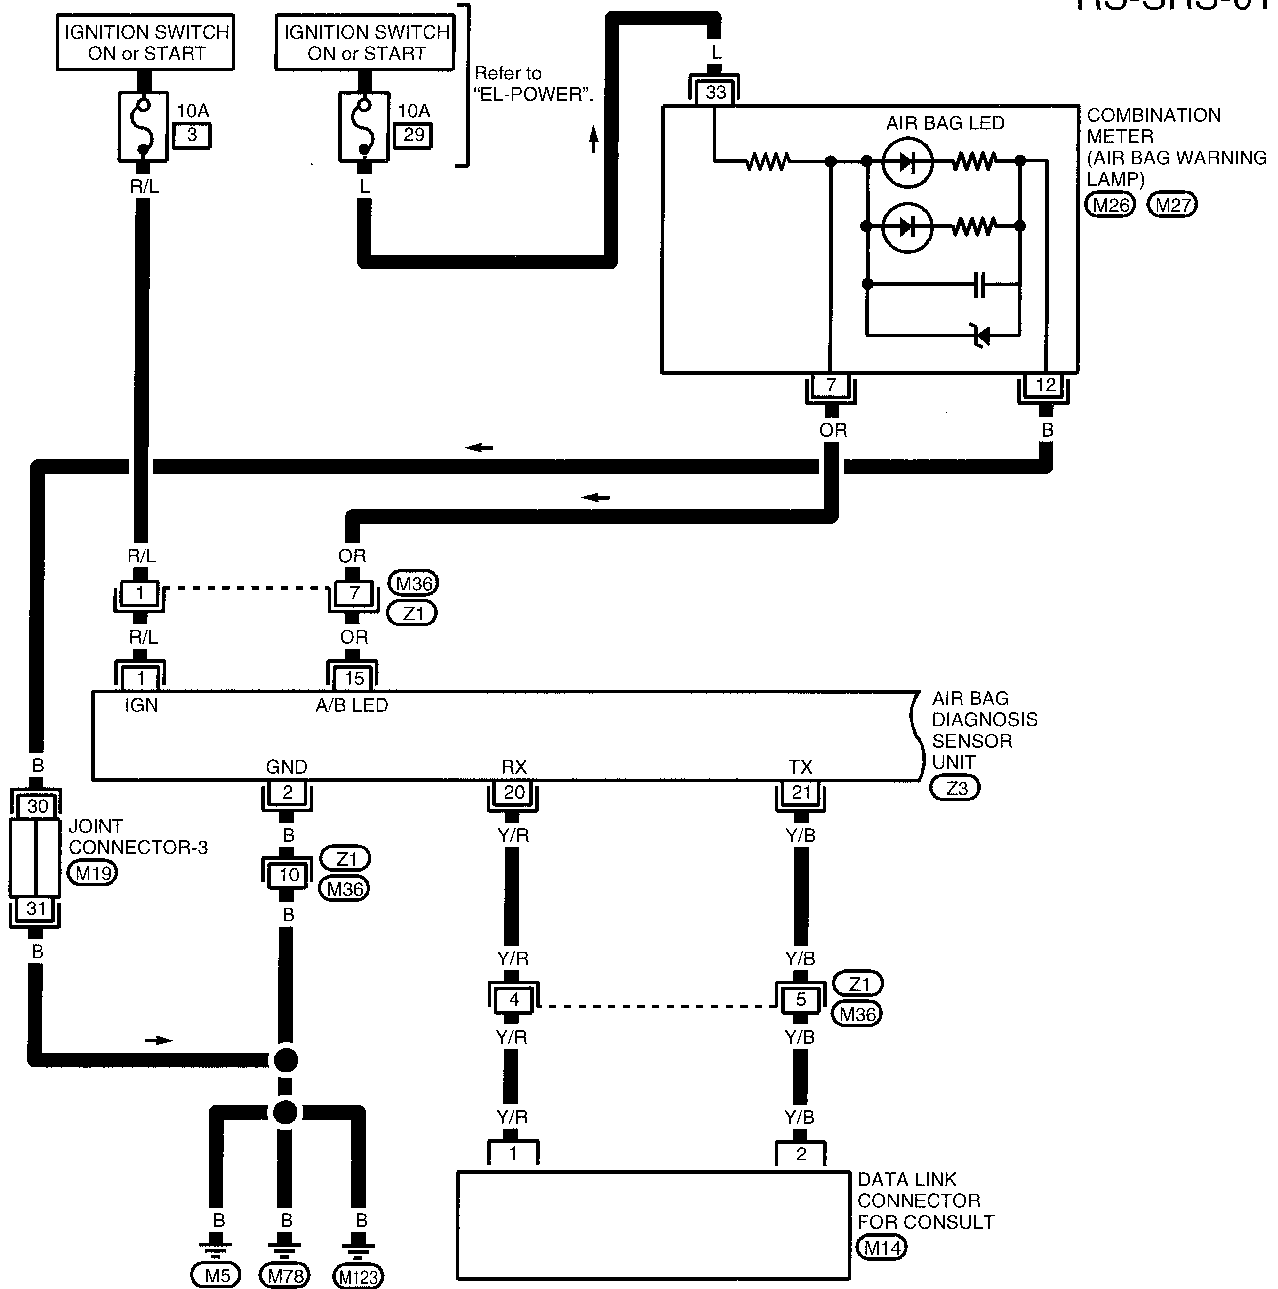 RS-SRS-01
IGNITION SWITCH
ON or START
IGNITION SWITCH
ON or START
Refer to
"EL-POWER".
10A
3
10A
29
R/L
L
L
33
AIR BAG LED
COMBINATION
METER
(AIR BAG WARNING
LAMP)
M26
M27
7
12
OR
B
R/L
OR
1
7
M36
Z1
R/L
OR
1
15
IGN
A/B LED
AIR BAG
DIAGNOSIS
SENSOR
UNIT
Z3
GND
RX
TX
2
20
21
B
Y/R
Y/B
B
30
JOINT
CONNECTOR-3
M19
31
B
10
Z1
M36
B
Y/R
Y/B
4
5
Z1
M36
Y/R
Y/B
Y/R
Y/B
1
2
DATA LINK
CONNECTOR
FOR CONSULT
M14
B
B
B
M5
M78
M123